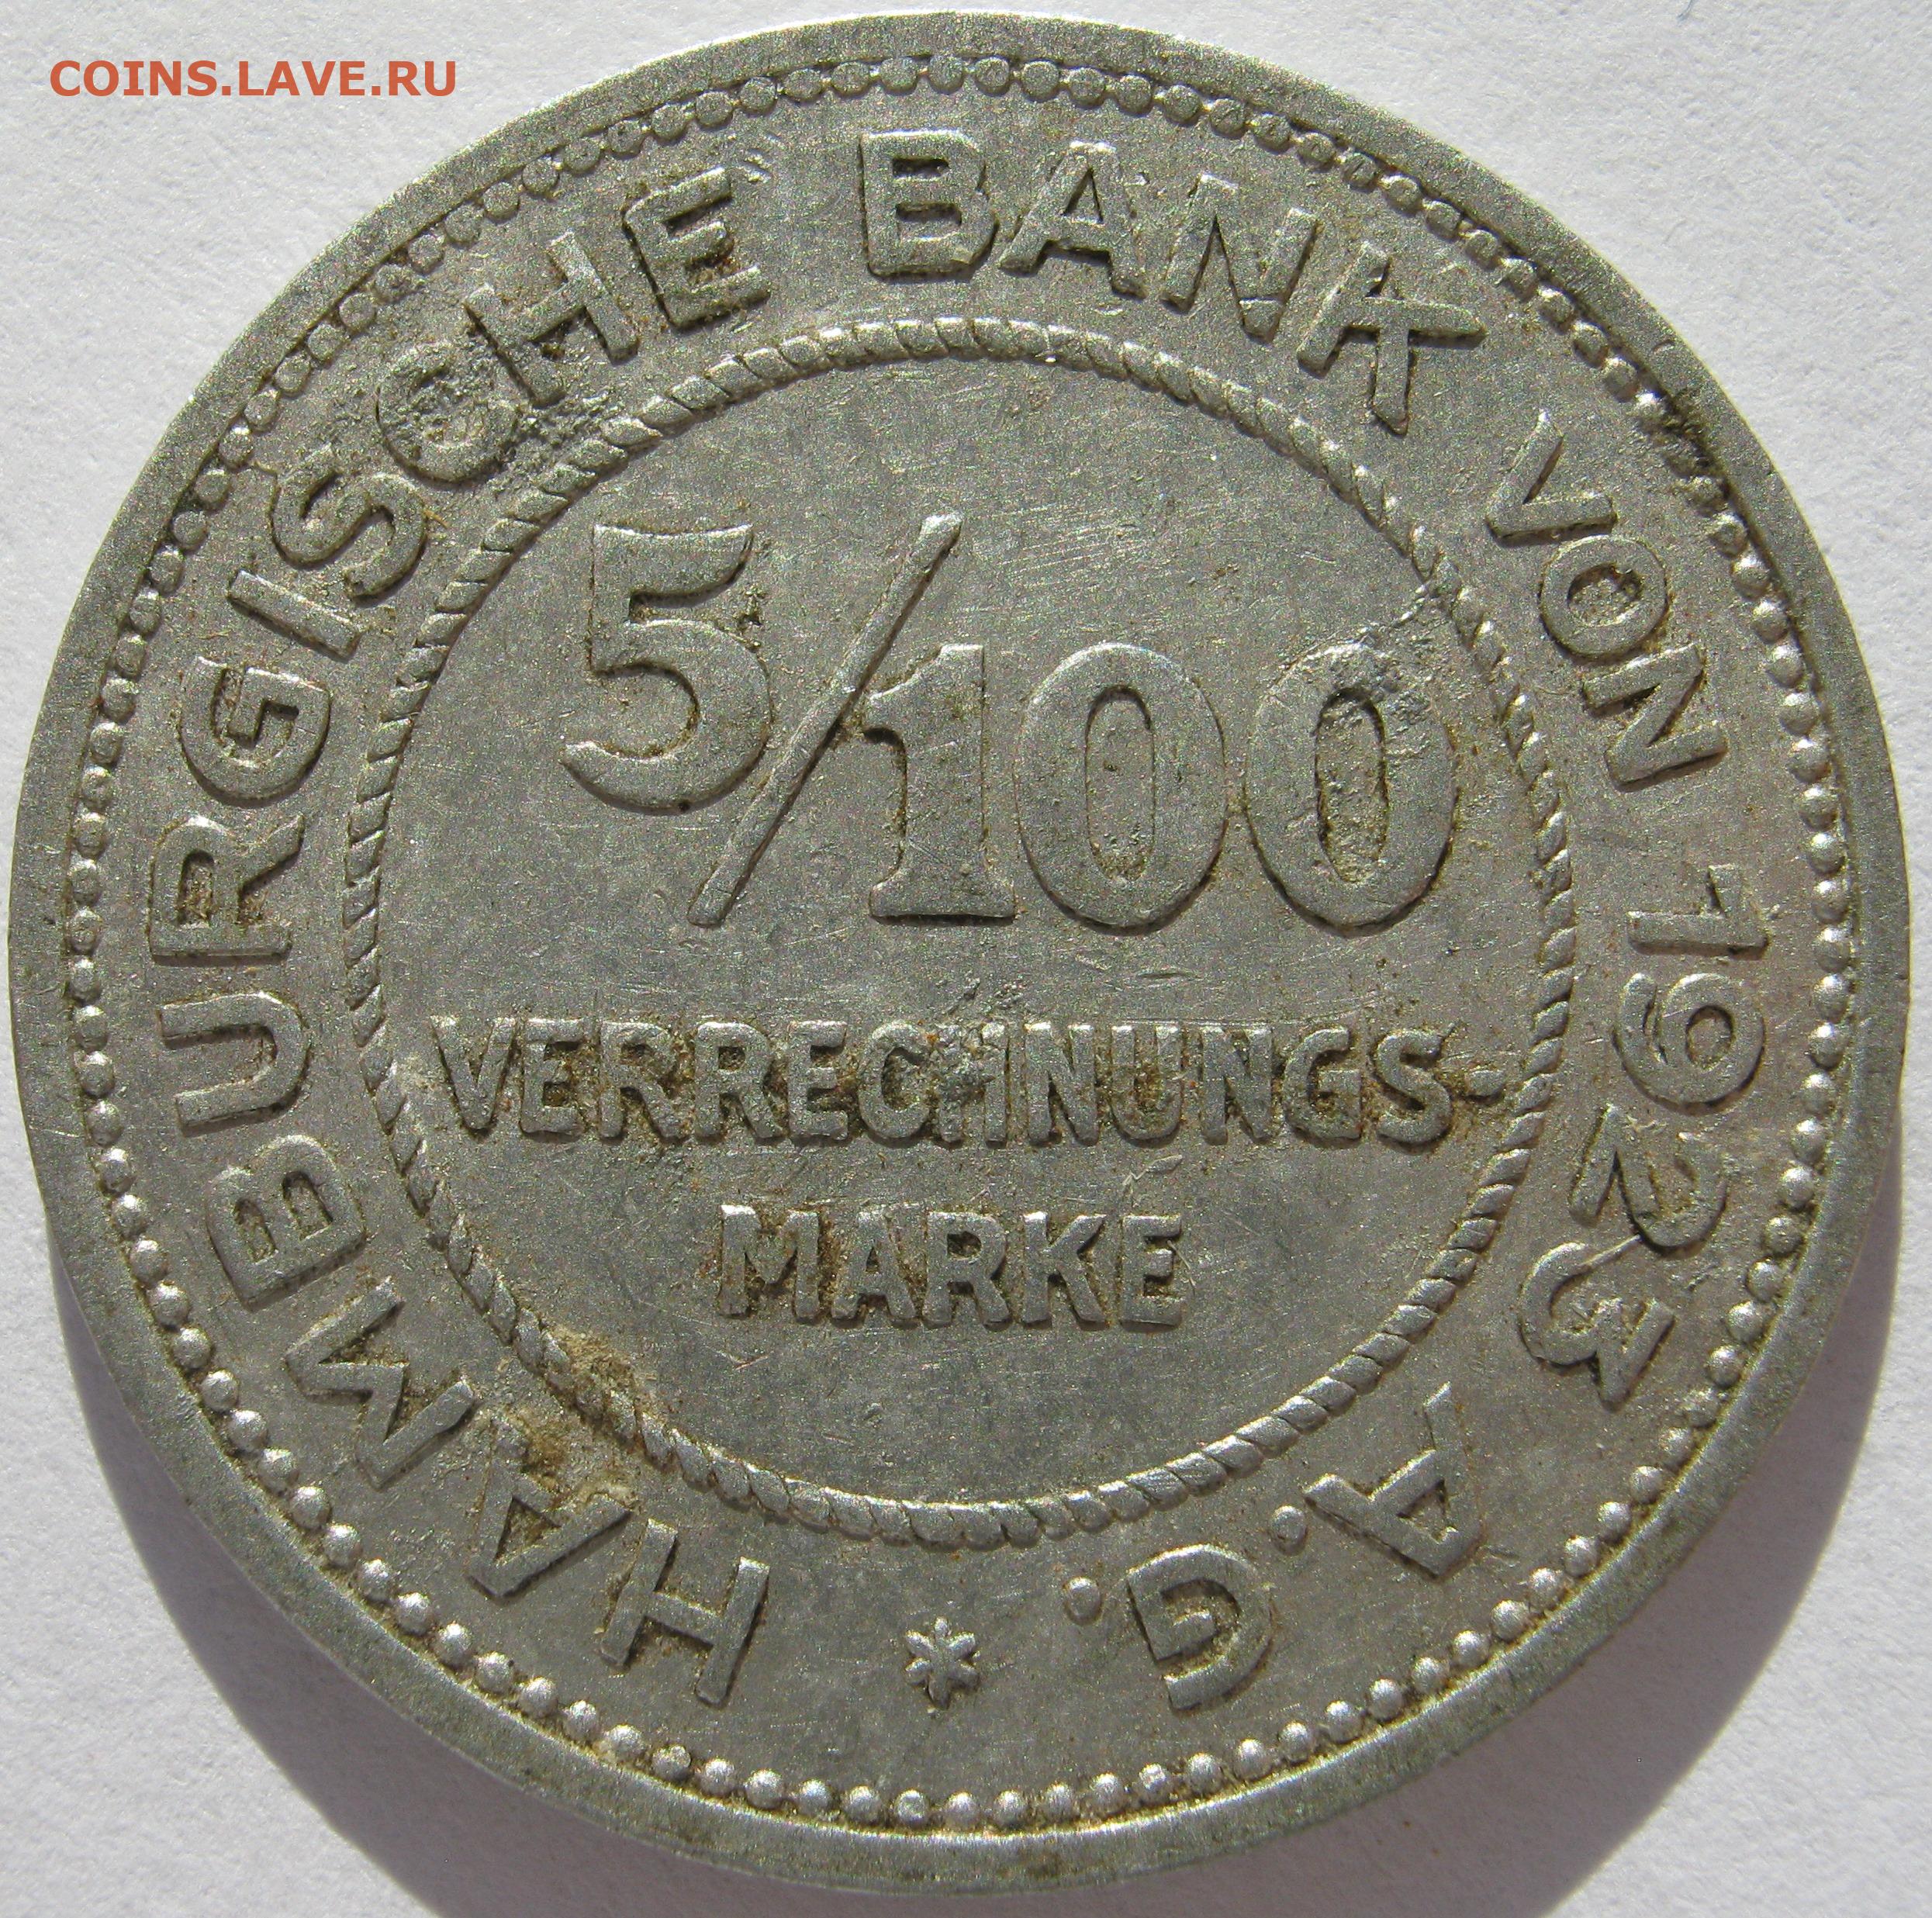 COINS.LAVE.RU
HAMBURGISCHE BANK VON 1923 A.G.
5/100
VERRECHNUNGS-
MARKE